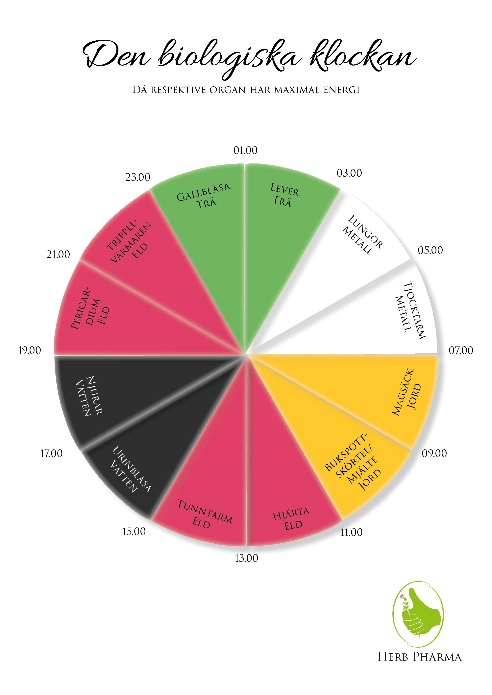 Den biologiska klockan
DÅ RESPEKTIVE ORGAN HAR MAXIMAL ENERGI
01.00
LEVER
TRÄ
03.00
LUNGOR
METALL
05.00
TJOCKTARM
METALL
07.00
MAGSÄCK
JORD
09.00
BUKSPOTT-
SKÖRTEL/
MJÄLTE
JORD
11.00
HJÄRTA
ELD
13.00
TUNNTARM
ELD
15.00
URINBLÅSA
VATTEN
17.00
NJURAR
VATTEN
19.00
PERICAR-
DIUM
ELD
21.00
TRIPPEL-
VÄRMAREN
ELD
23.00
GALLBLÅSA
TRÄ
HERB PHARMA